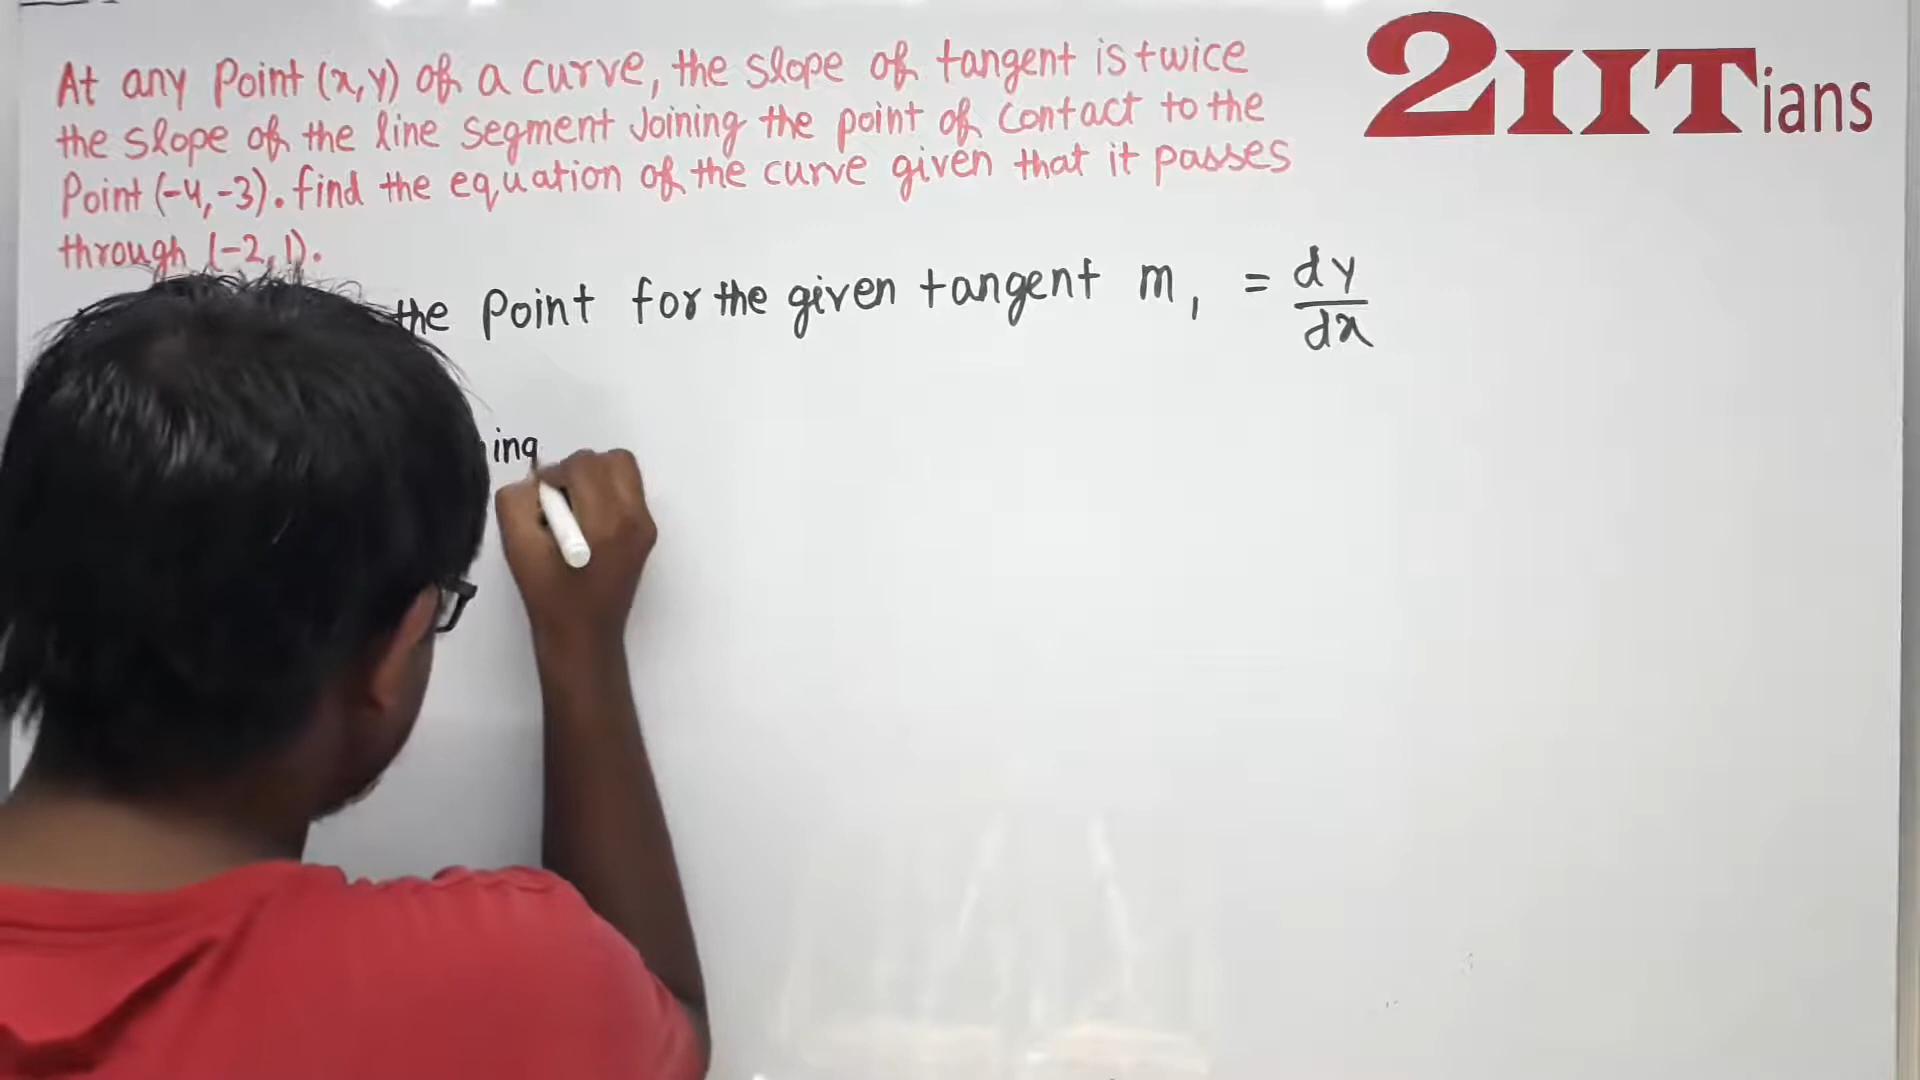 At any Point (x,y) of a curve, the slope of tangent is twice
the slope of the line segment Joining the point of contact to the
Point (-4,-3). find the equation of the curve given that it passes
through (-2,1).
2IITians
the Point for the given tangent m₁ = dy/dx
ing